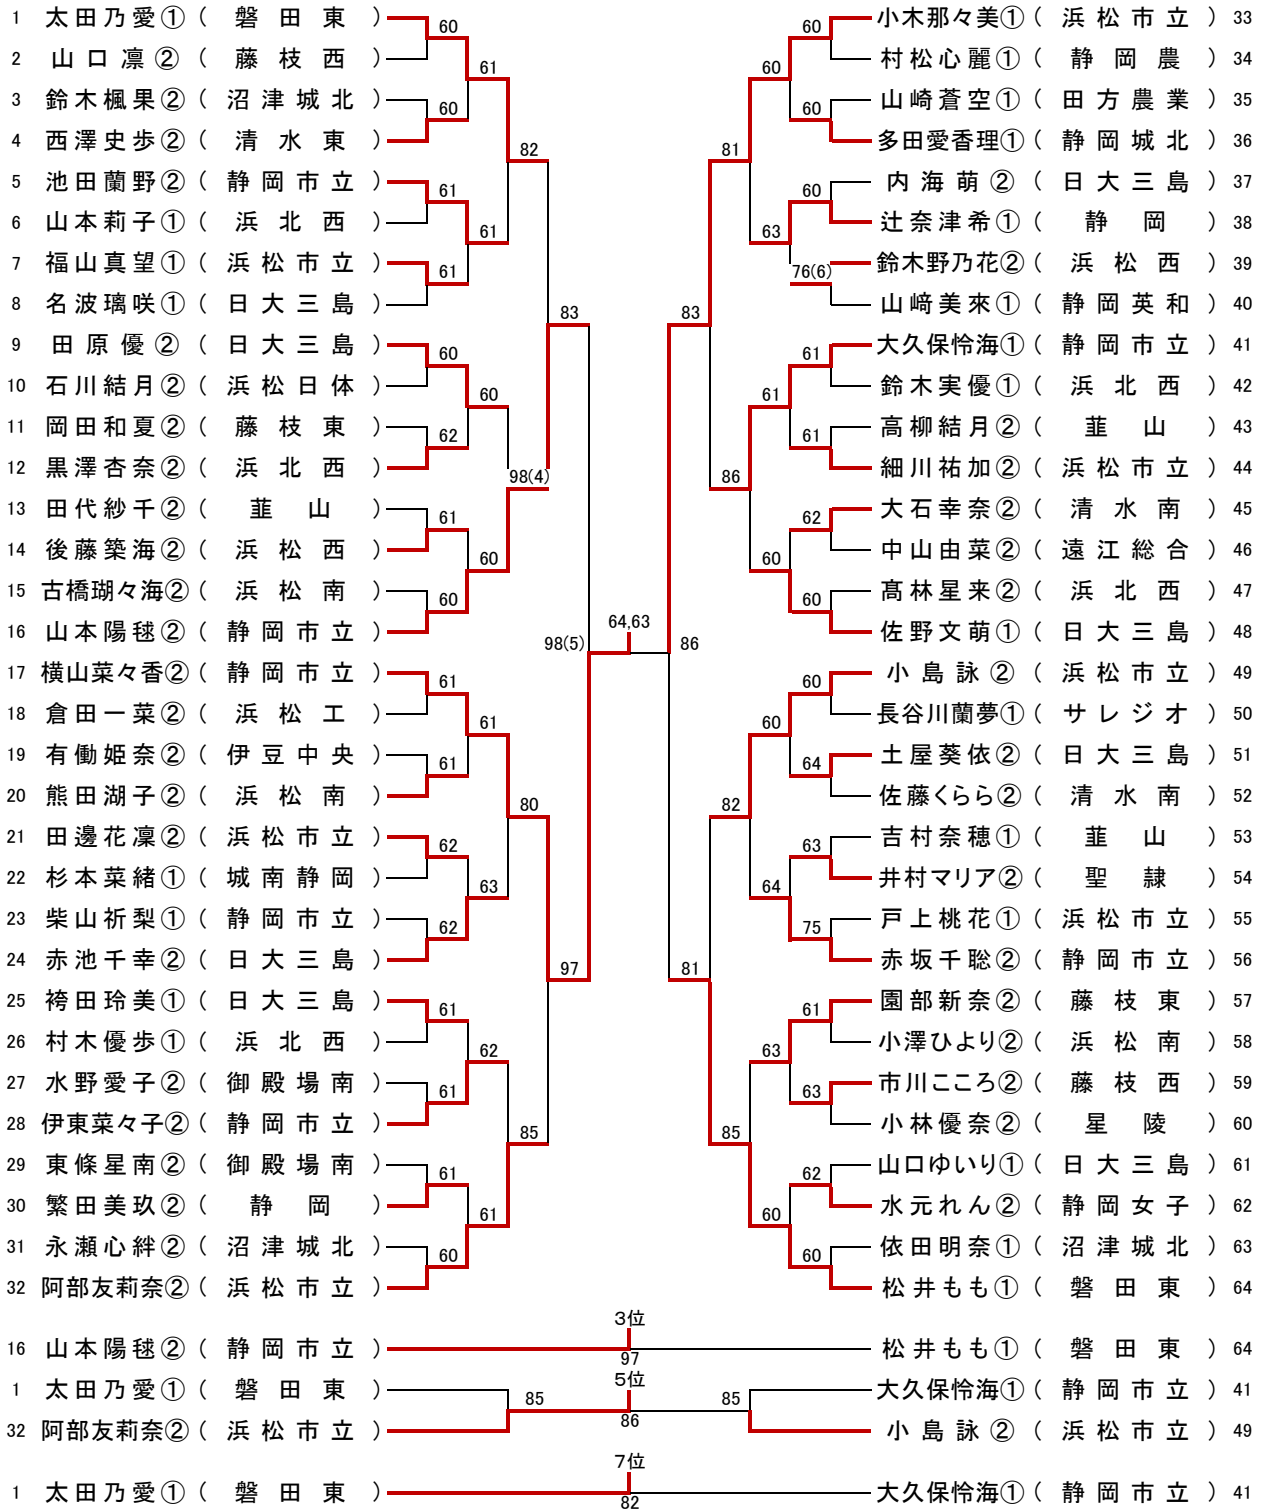 1 太田乃愛① ( 磐田東 ) 小木那々美① ( 浜松市立 ) 33
60 60
2 山口凛② ( 藤枝西 ) 村松心麗① ( 静岡農 ) 34
61 60
3 鈴木楓果② ( 沼津城北 ) 山崎蒼空① ( 田方農業 ) 35
60 60
4 西澤史歩② ( 清水東 ) 多田愛香理① ( 静岡城北 ) 36
82 81
5 池田蘭野② ( 静岡市立 ) 内海萌② ( 日大三島 ) 37
61 60
6 山本莉子① ( 浜北西 ) 辻奈津希① ( 静岡 ) 38
61 63
7 福山真望① ( 浜松市立 ) 鈴木野乃花② ( 浜松西 ) 39
61 76(6)
8 名波璃咲① ( 日大三島 ) 山﨑美來① ( 静岡英和 ) 40
83 83
9 田原優② ( 日大三島 ) 大久保怜海① ( 静岡市立 ) 41
60 61
10 石川結月② ( 浜松日体 ) 鈴木実優① ( 浜北西 ) 42
60 61
11 岡田和夏② ( 藤枝東 ) 高柳結月② ( 韮山 ) 43
62 61
12 黒澤杏奈② ( 浜北西 ) 細川祐加② ( 浜松市立 ) 44
98(4) 86
13 田代紗千② ( 韮山 ) 大石幸奈② ( 清水南 ) 45
61 62
14 後藤築海② ( 浜松西 ) 中山由菜② ( 遠江総合 ) 46
60 60
15 古橋瑚々海② ( 浜松南 ) 髙林星来② ( 浜北西 ) 47
60 60
16 山本陽毬② ( 静岡市立 ) 佐野文萌① ( 日大三島 ) 48
98(5) 64,63 86
17 横山菜々香② ( 静岡市立 ) 小島詠② ( 浜松市立 ) 49
61 60
18 倉田一菜② ( 浜松工 ) 長谷川蘭夢① ( サレジオ ) 50
61 60
19 有働姫奈② ( 伊豆中央 ) 土屋葵依② ( 日大三島 ) 51
61 64
20 熊田湖子② ( 浜松南 ) 佐藤くらら② ( 清水南 ) 52
80 82
21 田邊花凜② ( 浜松市立 ) 吉村奈穂① ( 韮山 ) 53
62 63
22 杉本菜緒① ( 城南静岡 ) 井村マリア② ( 聖隷 ) 54
63 64
23 柴山祈梨① ( 静岡市立 ) 戸上桃花① ( 浜松市立 ) 55
62 75
24 赤池千幸② ( 日大三島 ) 赤坂千聡② ( 静岡市立 ) 56
97 81
25 袴田玲美① ( 日大三島 ) 園部新奈② ( 藤枝東 ) 57
61 61
26 村木優歩① ( 浜北西 ) 小澤ひより② ( 浜松南 ) 58
62 63
27 水野愛子② ( 御殿場南 ) 市川こころ② ( 藤枝西 ) 59
61 63
28 伊東菜々子② ( 静岡市立 ) 小林優奈② ( 星陵 ) 60
85 85
29 東條星南② ( 御殿場南 ) 山口ゆいり① ( 日大三島 ) 61
61 62
30 繁田美玖② ( 静岡 ) 水元れん② ( 静岡女子 ) 62
61 60
31 永瀬心絆② ( 沼津城北 ) 依田明奈① ( 沼津城北 ) 63
60 60
32 阿部友莉奈② ( 浜松市立 ) 松井もも① ( 磐田東 ) 64
3位
16 山本陽毬② ( 静岡市立 ) 松井もも① ( 磐田東 ) 64
97
5位
1 太田乃愛① ( 磐田東 ) 大久保怜海① ( 静岡市立 ) 41
85 85
86
32 阿部友莉奈② ( 浜松市立 ) 小島詠② ( 浜松市立 ) 49
7位
1 太田乃愛① ( 磐田東 ) 大久保怜海① ( 静岡市立 ) 41
82